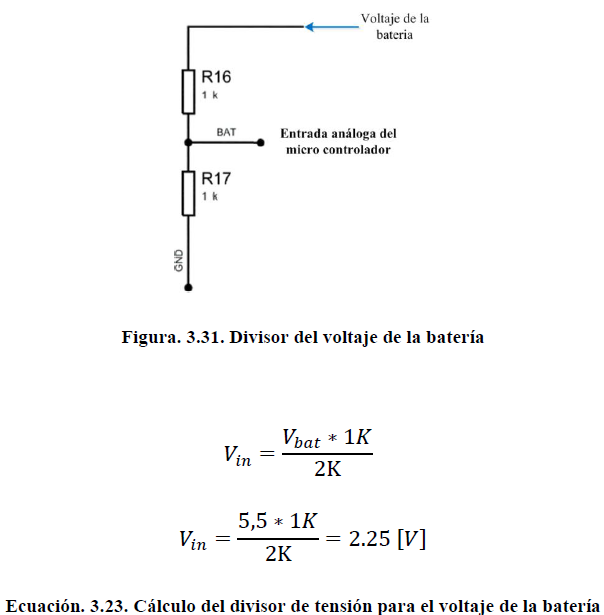 Voltaje de la
bateria
R16
1 k
BAT
Entrada análoga del
micro controlador
R17
1 k
GND
Figura. 3.31. Divisor del voltaje de la batería
V_in = V_bat * 1K / 2K
V_in = 5,5 * 1K / 2K = 2.25 [V]
Ecuación. 3.23. Cálculo del divisor de tensión para el voltaje de la batería